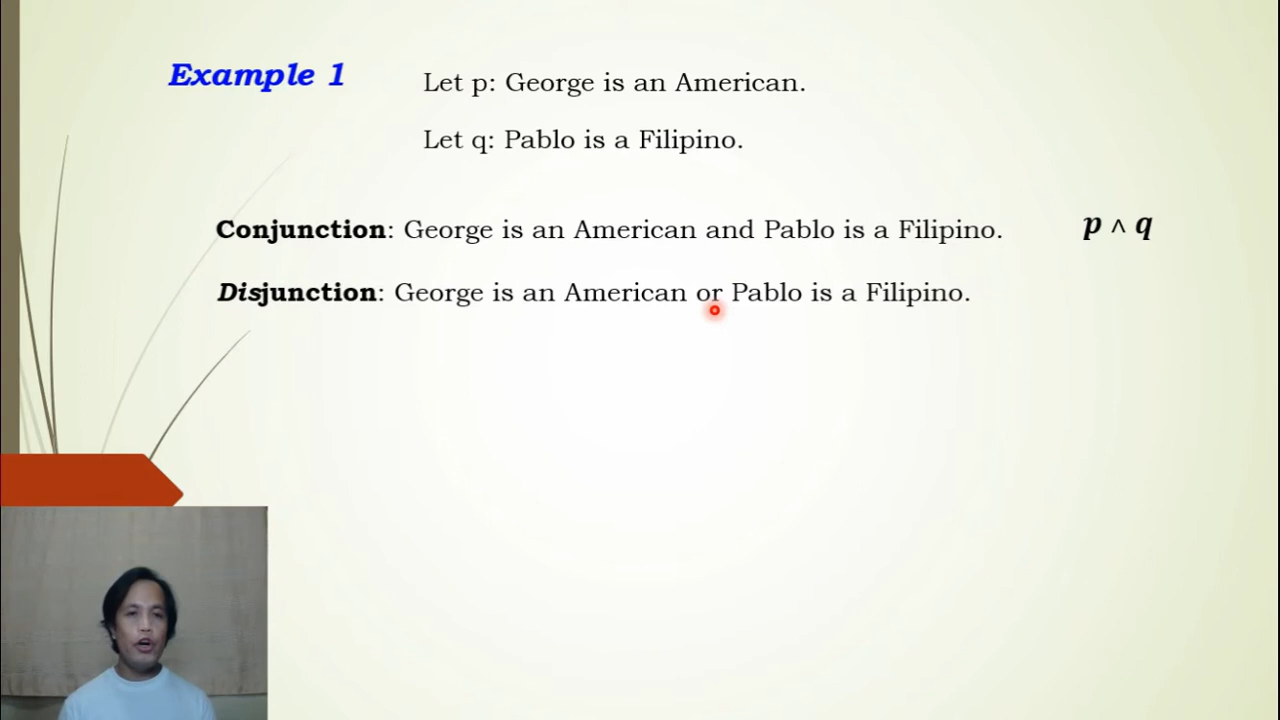 Example 1
Let p: George is an American.
Let q: Pablo is a Filipino.
Conjunction: George is an American and Pablo is a Filipino. p ∧ q
Disjunction: George is an American or Pablo is a Filipino.